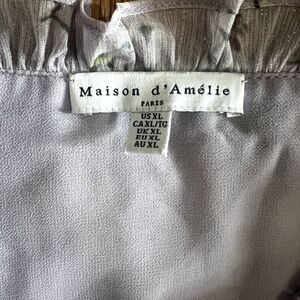 Maison d'Amélie
PARIS
US XL
CA XL/TG
UK XL
EU XL
AU XL